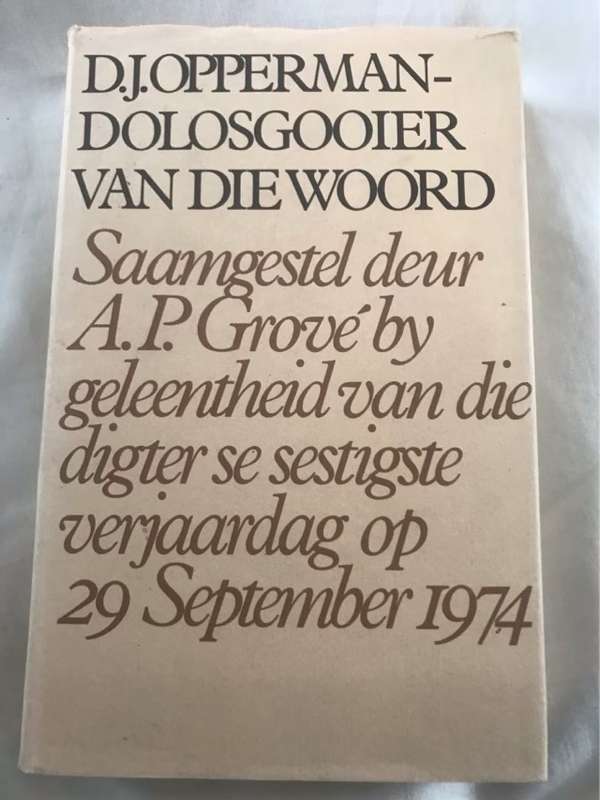 D.J. OPPERMAN-
DOLOSGOOIER
VAN DIE WOORD
Saamgestel deur
A.P. Grové by
geleentheid van die
digter se sestigste
verjaardag op
29 September 1974